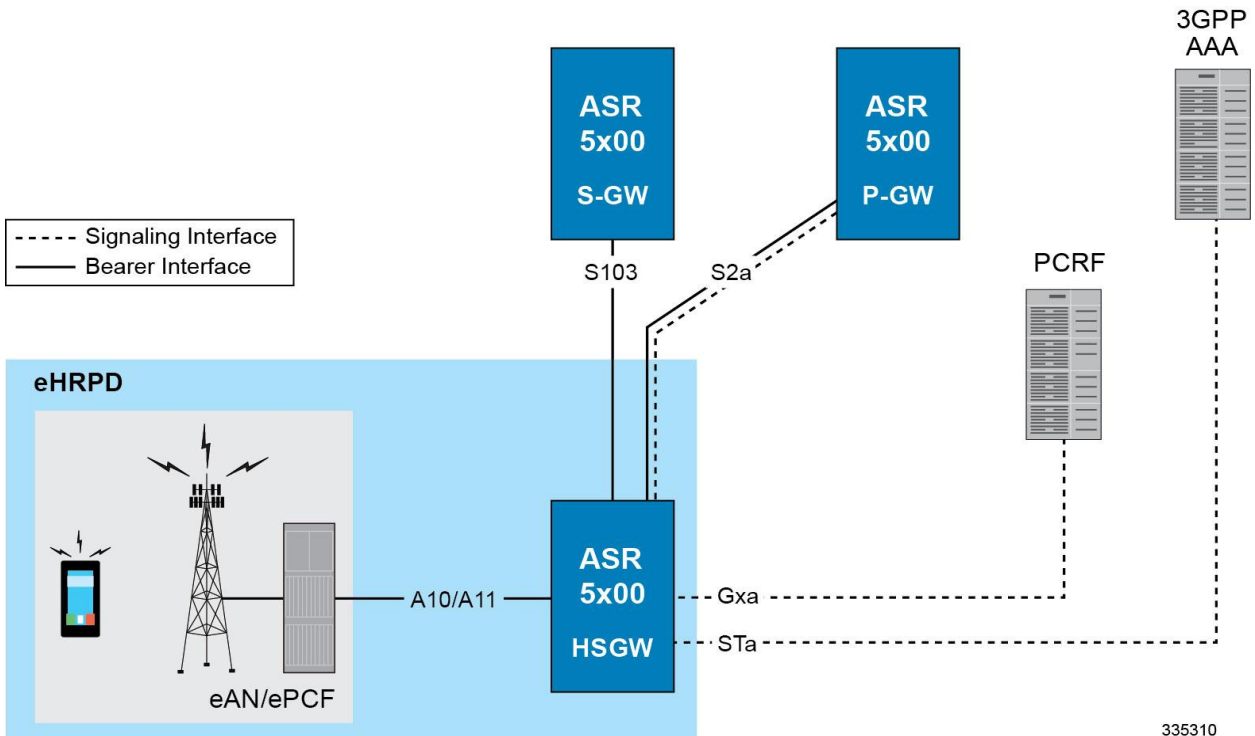 3GPP
AAA
ASR
5x00
S-GW
ASR
5x00
P-GW
Signaling Interface
Bearer Interface
S103
S2a
PCRF
eHRPD
ASR
5x00
HSGW
A10/A11
Gxa
STa
eAN/ePCF
335310